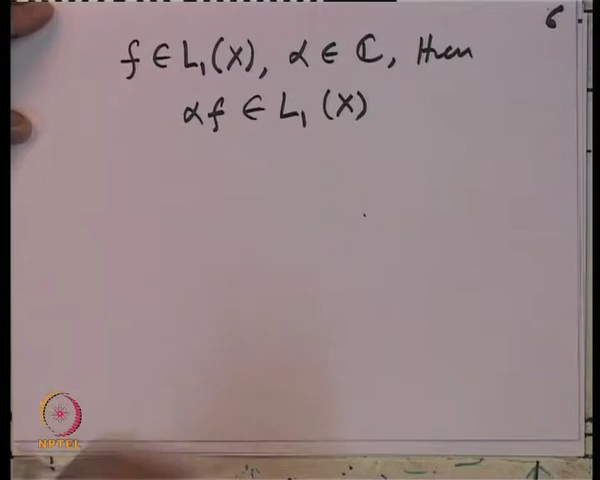 6
f ∈ L₁(X), α ∈ ℂ, then
αf ∈ L₁(X)
NPTEL